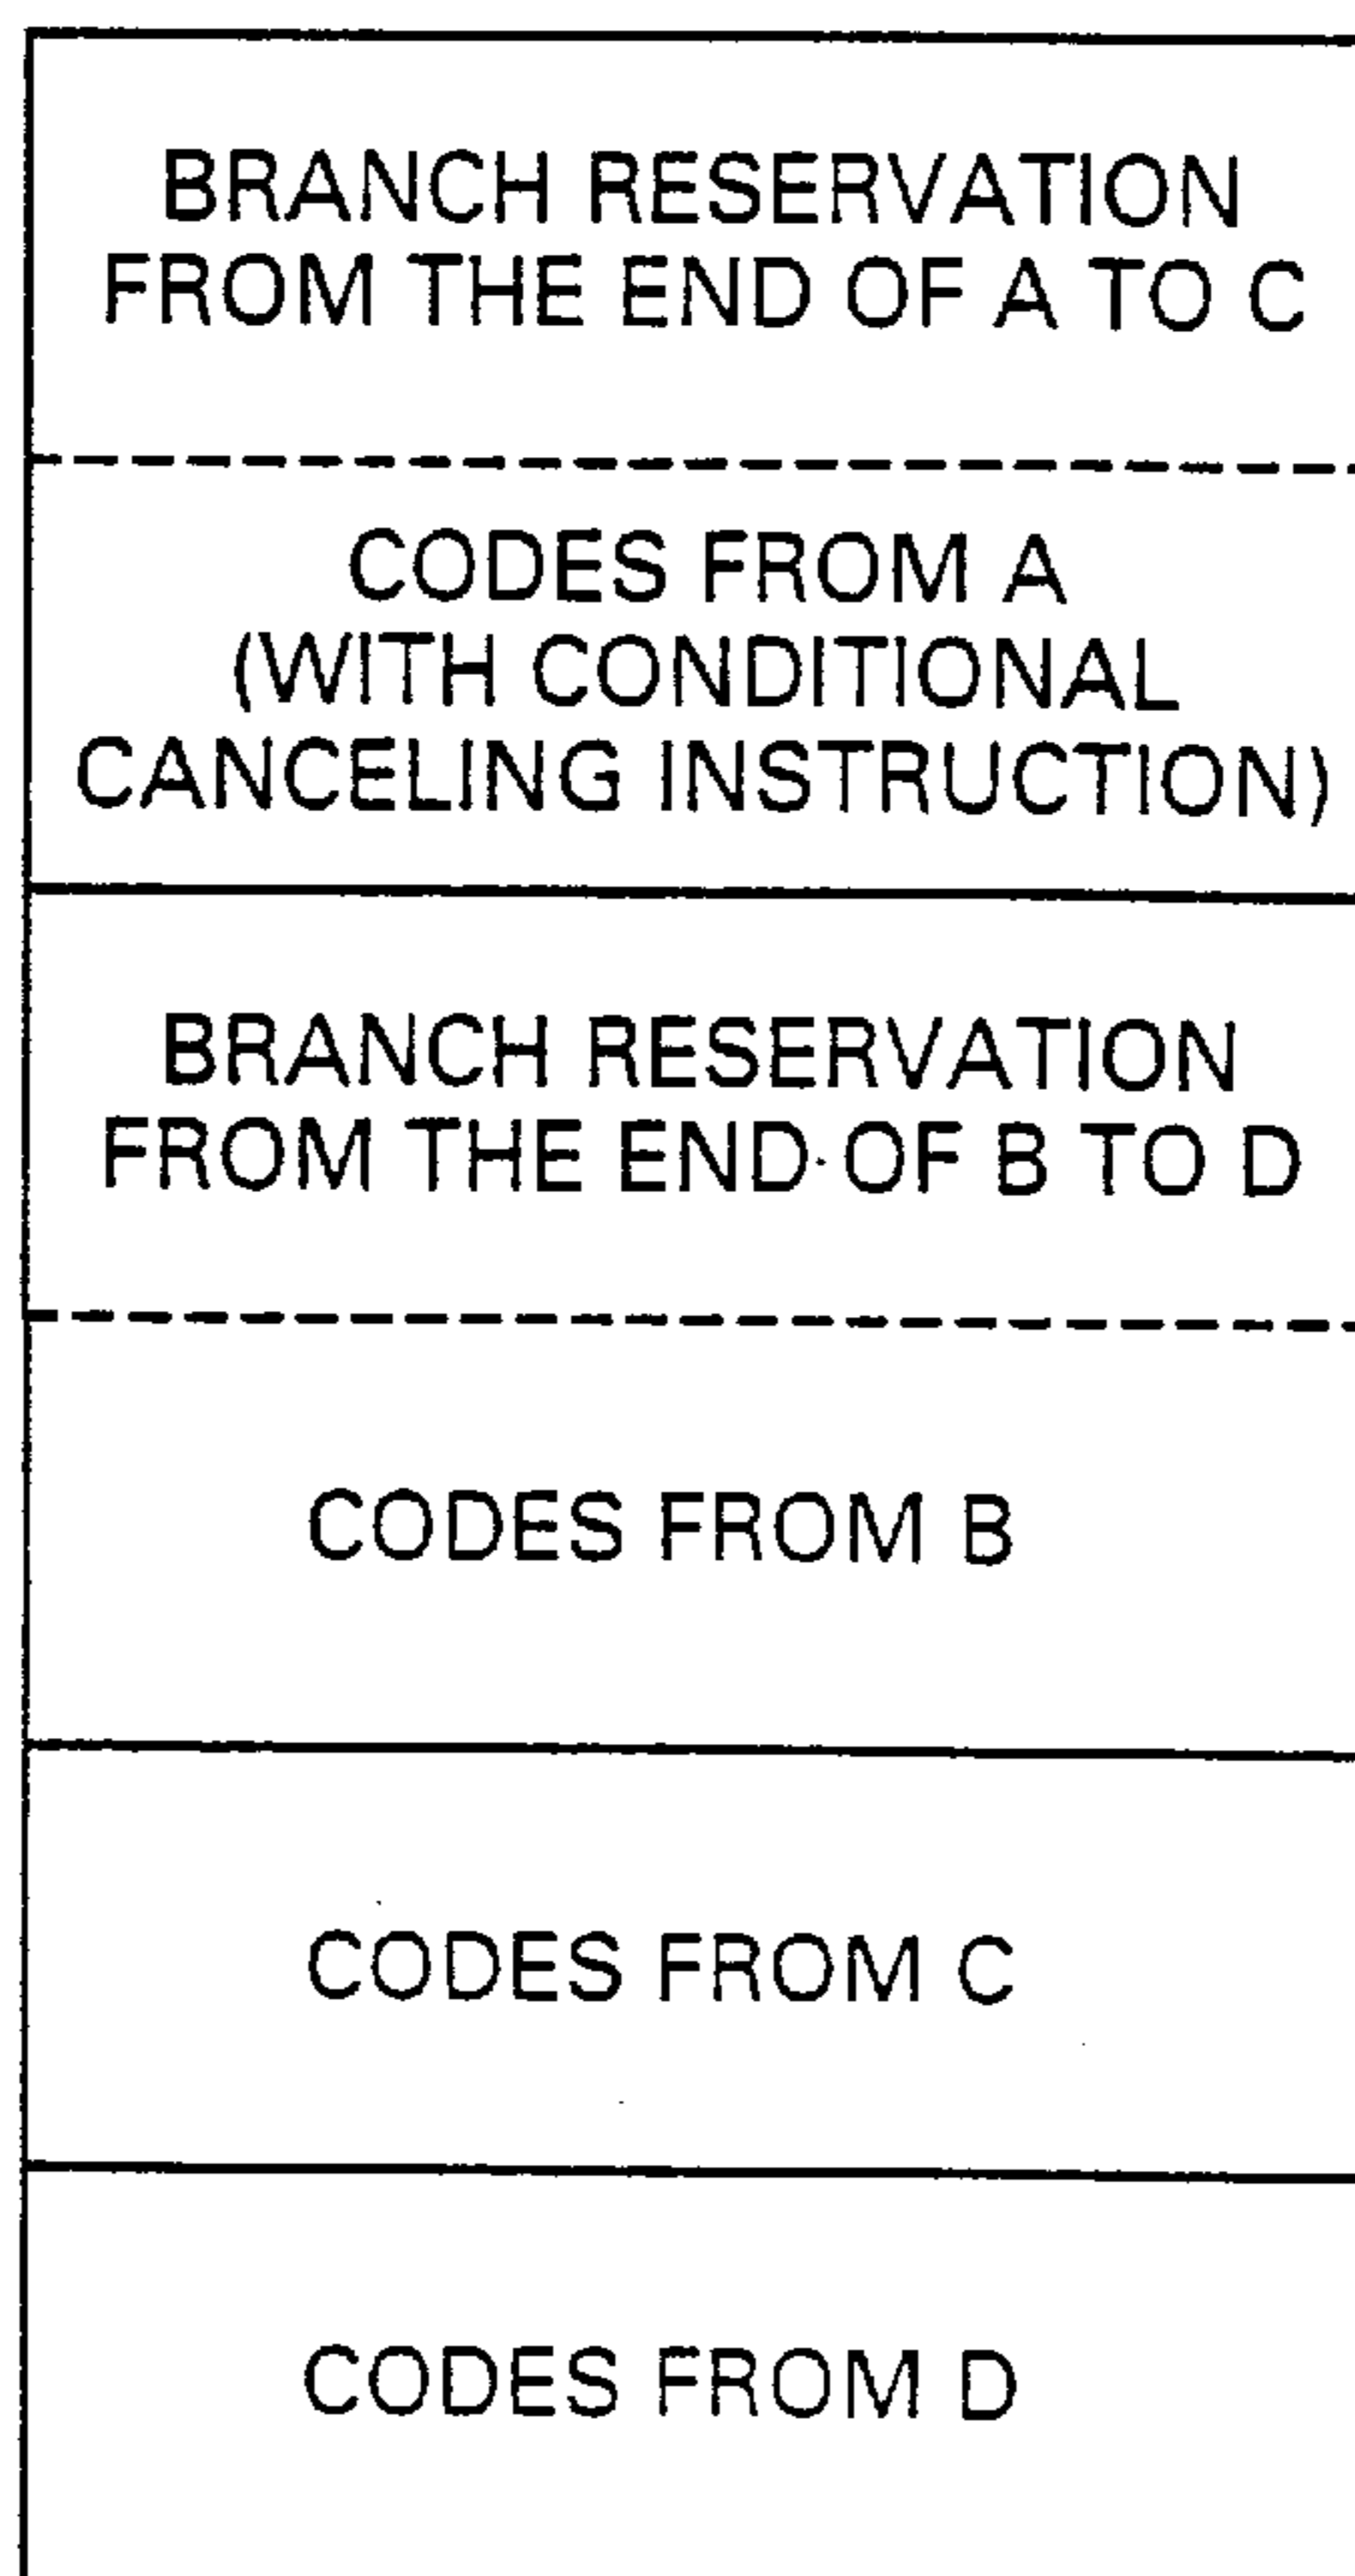 BRANCH RESERVATION
FROM THE END OF A TO C
CODES FROM A
(WITH CONDITIONAL
CANCELING INSTRUCTION)
BRANCH RESERVATION
FROM THE END OF B TO D
CODES FROM B
CODES FROM C
CODES FROM D